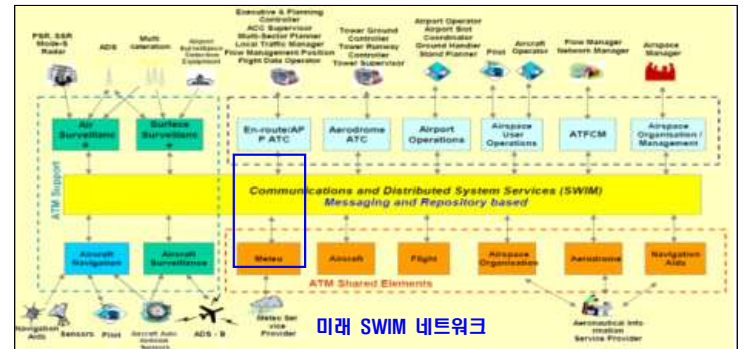 Executive & Planning
Controller
ACC Supervisor
Multi-Sector Planner
Local Traffic Manager
Flow Management Position
Flight Data Operator
Tower Ground
Controller
Tower Runway
Controller
Tower Supervisor
Airport Operator
Airport Slot
Coordinator
Ground Handler
Stand Planner
Pilot
Aircraft
Operator
Flow Manager
Network Manager
Airspace
Manager
PSR, SSR
Mode-S
Radar
ADS
Multi
lateration
Airport
Surveillance
Detection
Equipment
Air
Surveillanc
e
Surface
Surveillanc
e
En-route/AP
P ATC
Aerodrome
ATC
Airport
Operations
Airspace
User
Operations
ATFCM
Airspace
Organisation /
Management
ATM Support
Communications and Distributed System Services (SWIM)
Messaging and Repository based
Aircraft
Navigation
Aircraft
Surveillance
Meteo
Aircraft
Flight
Airspace
Organisation
Aerodrome
Navigation
Aids
ATM Shared Elements
Navigation
Aids
Sensors
Pilot
Aircraft
Sensors
ADS - B
Meteo Ser
vice
Provider
미래 SWIM 네트워크
Aeronautical Info
rmation
Service Provider